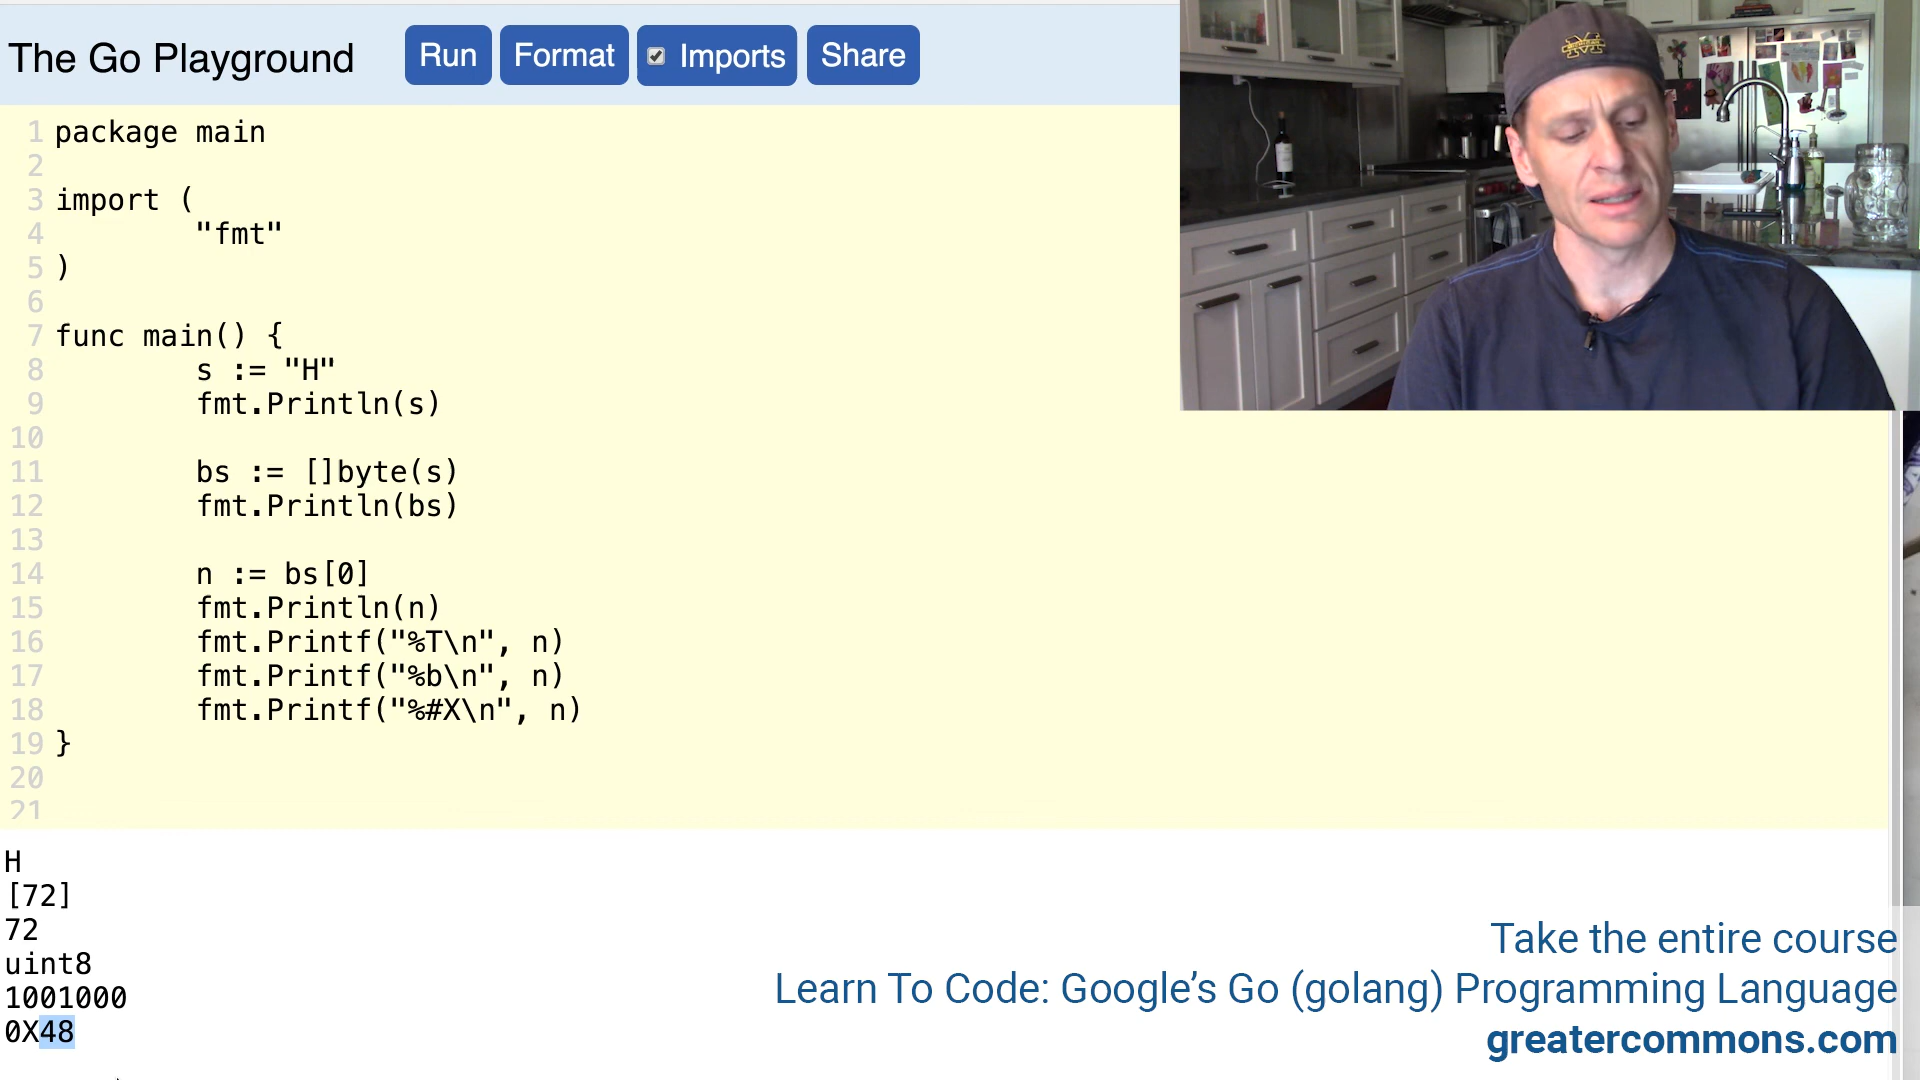 The Go Playground
Run Format Imports Share
1 package main
2
3 import (
4 "fmt"
5 )
6
7 func main() {
8 s := "H"
9 fmt.Println(s)
10
11 bs := []byte(s)
12 fmt.Println(bs)
13
14 n := bs[0]
15 fmt.Println(n)
16 fmt.Printf("%T\n", n)
17 fmt.Printf("%b\n", n)
18 fmt.Printf("%#X\n", n)
19 }
20
21
H
[72]
72
uint8
1001000
0X48
Take the entire course
Learn To Code: Google’s Go (golang) Programming Language
greatercommons.com